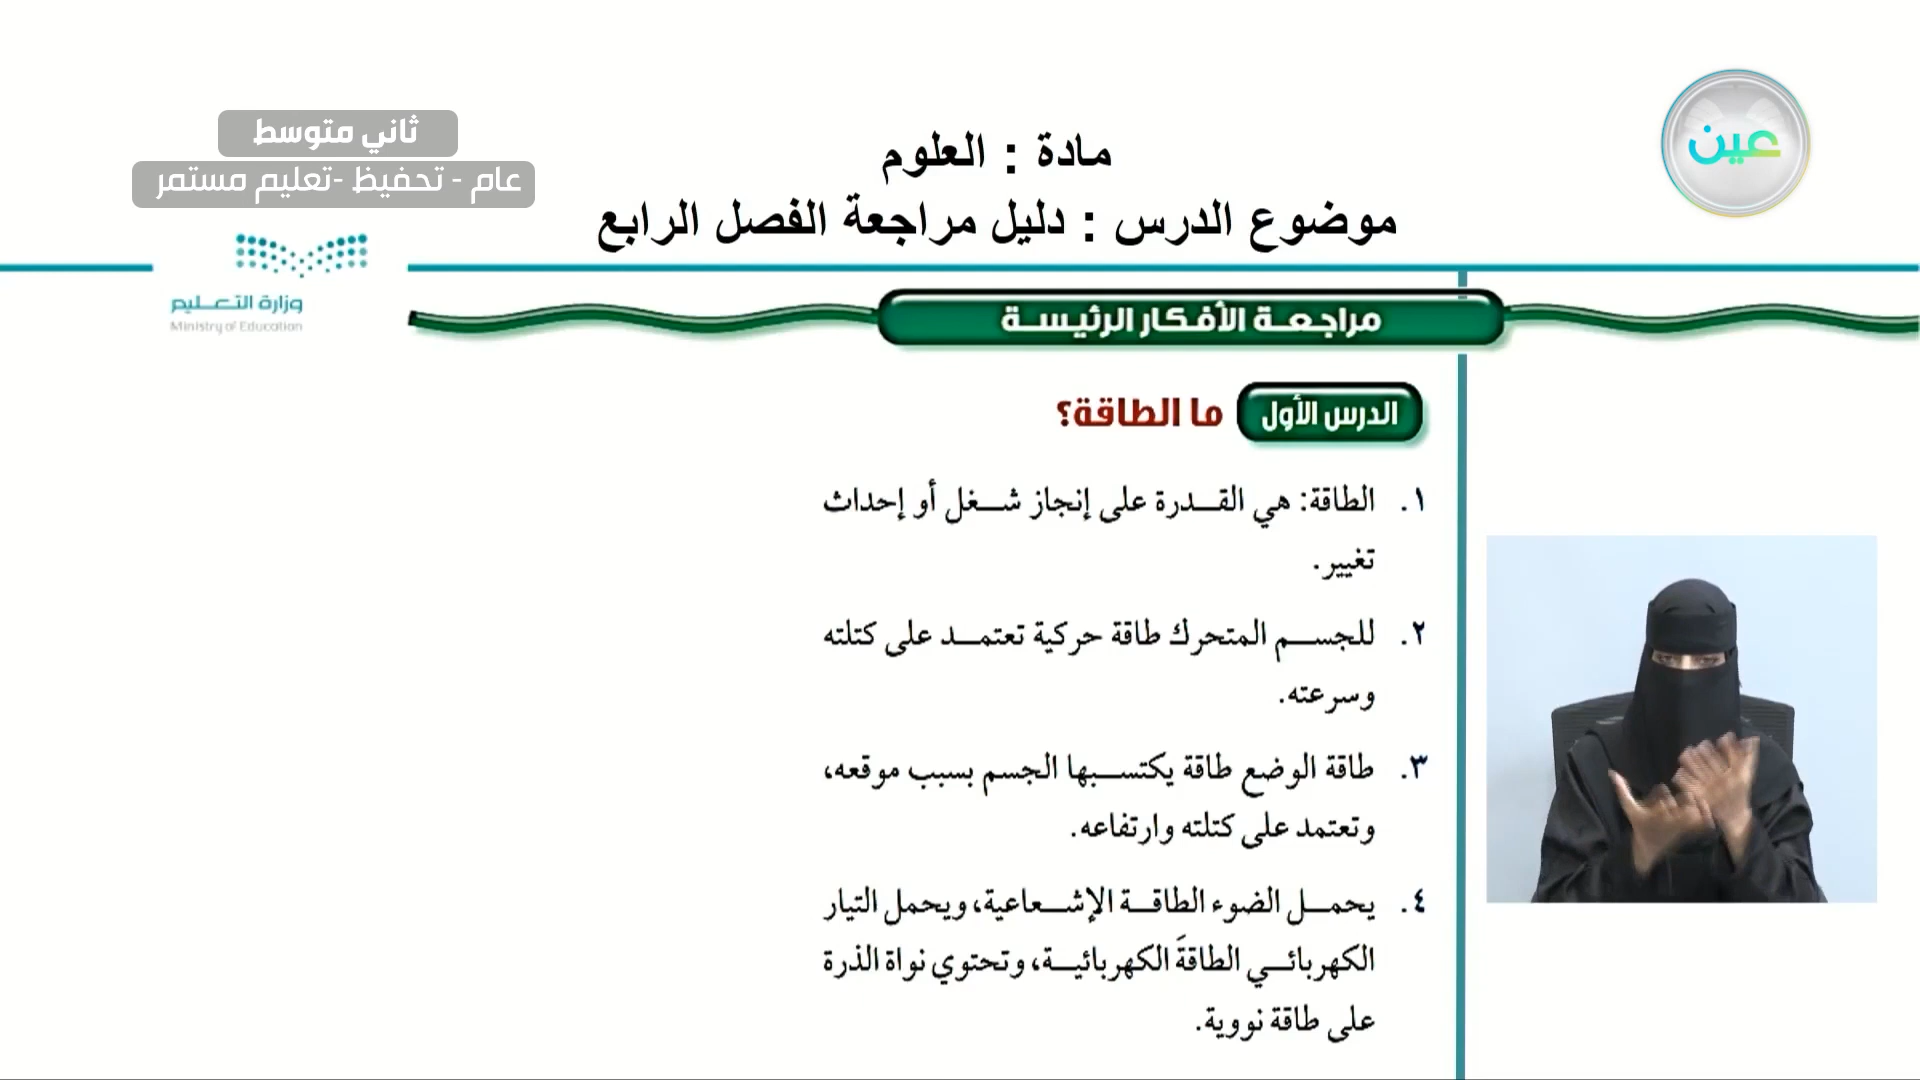 عين
ثاني متوسط
عام - تحفيظ -تعليم مستمر
مادة : العلوم
موضوع الدرس : دليل مراجعة الفصل الرابع
وزارة التعليم
Ministry of Education
مراجعة الأفكار الرئيسة
الدرس الأول ما الطاقة؟
١. الطاقة: هي القدرة على إنجاز شغل أو إحداث
تغيير.
٢. للجسم المتحرك طاقة حركية تعتمد على كتلته
وسرعته.
٣. طاقة الوضع طاقة يكتسبها الجسم بسبب موقعه،
وتعتمد على كتلته وارتفاعه.
٤. يحمل الضوء الطاقة الإشعاعية، ويحمل التيار
الكهربائي الطاقةَ الكهربائية، وتحتوي نواة الذرة
على طاقة نووية.